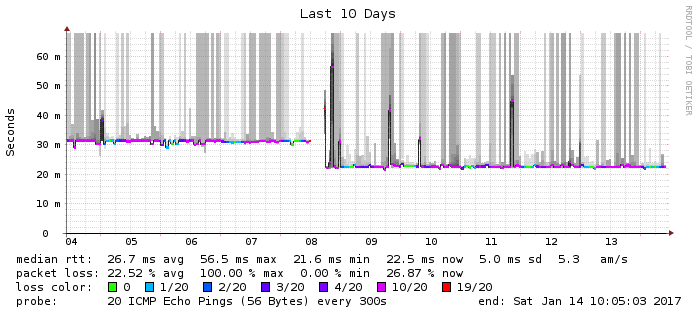 Last 10 Days
RRDTOOL / TOBI OETIKER
Seconds
60 m
50 m
40 m
30 m
20 m
10 m
0
04 05 06 07 08 09 10 11 12 13
median rtt: 26.7 ms avg 56.5 ms max 21.6 ms min 22.5 ms now 5.0 ms sd 5.3 am/s
packet loss: 22.52 % avg 100.00 % max 0.00 % min 26.87 % now
loss color: 0 1/20 2/20 3/20 4/20 10/20 19/20
probe: 20 ICMP Echo Pings (56 Bytes) every 300s end: Sat Jan 14 10:05:03 2017